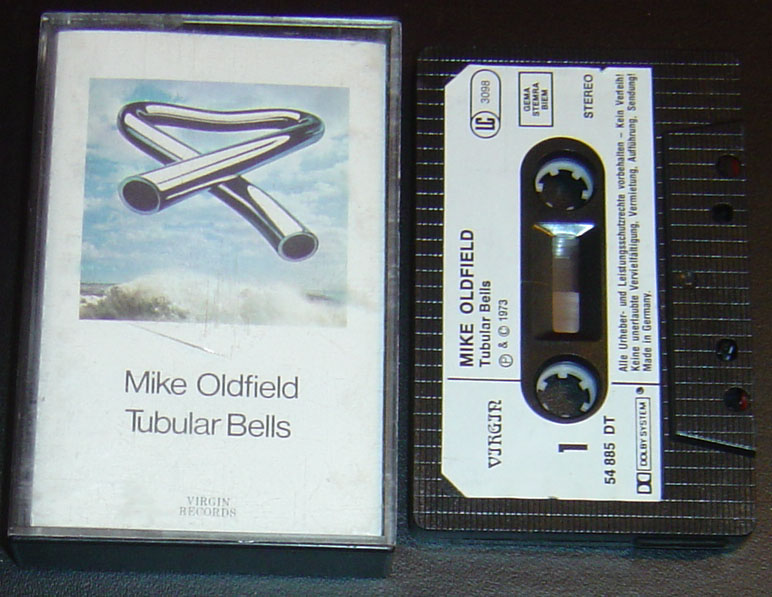 Mike Oldfield
Tubular Bells
VIRGIN
RECORDS
LC 3098
GEMA
STEMRA
BIEM
STEREO
MIKE OLDFIELD
Tubular Bells
Ⓟ & © 1973
VIRGIN
1
54 885 DT
Alle Urheber- und Leistungsschutzrechte vorbehalten - Kein Verleih!
Keine unerlaubte Vervielfältigung, Vermietung, Aufführung, Sendung!
Made in Germany.
DOLBY SYSTEM